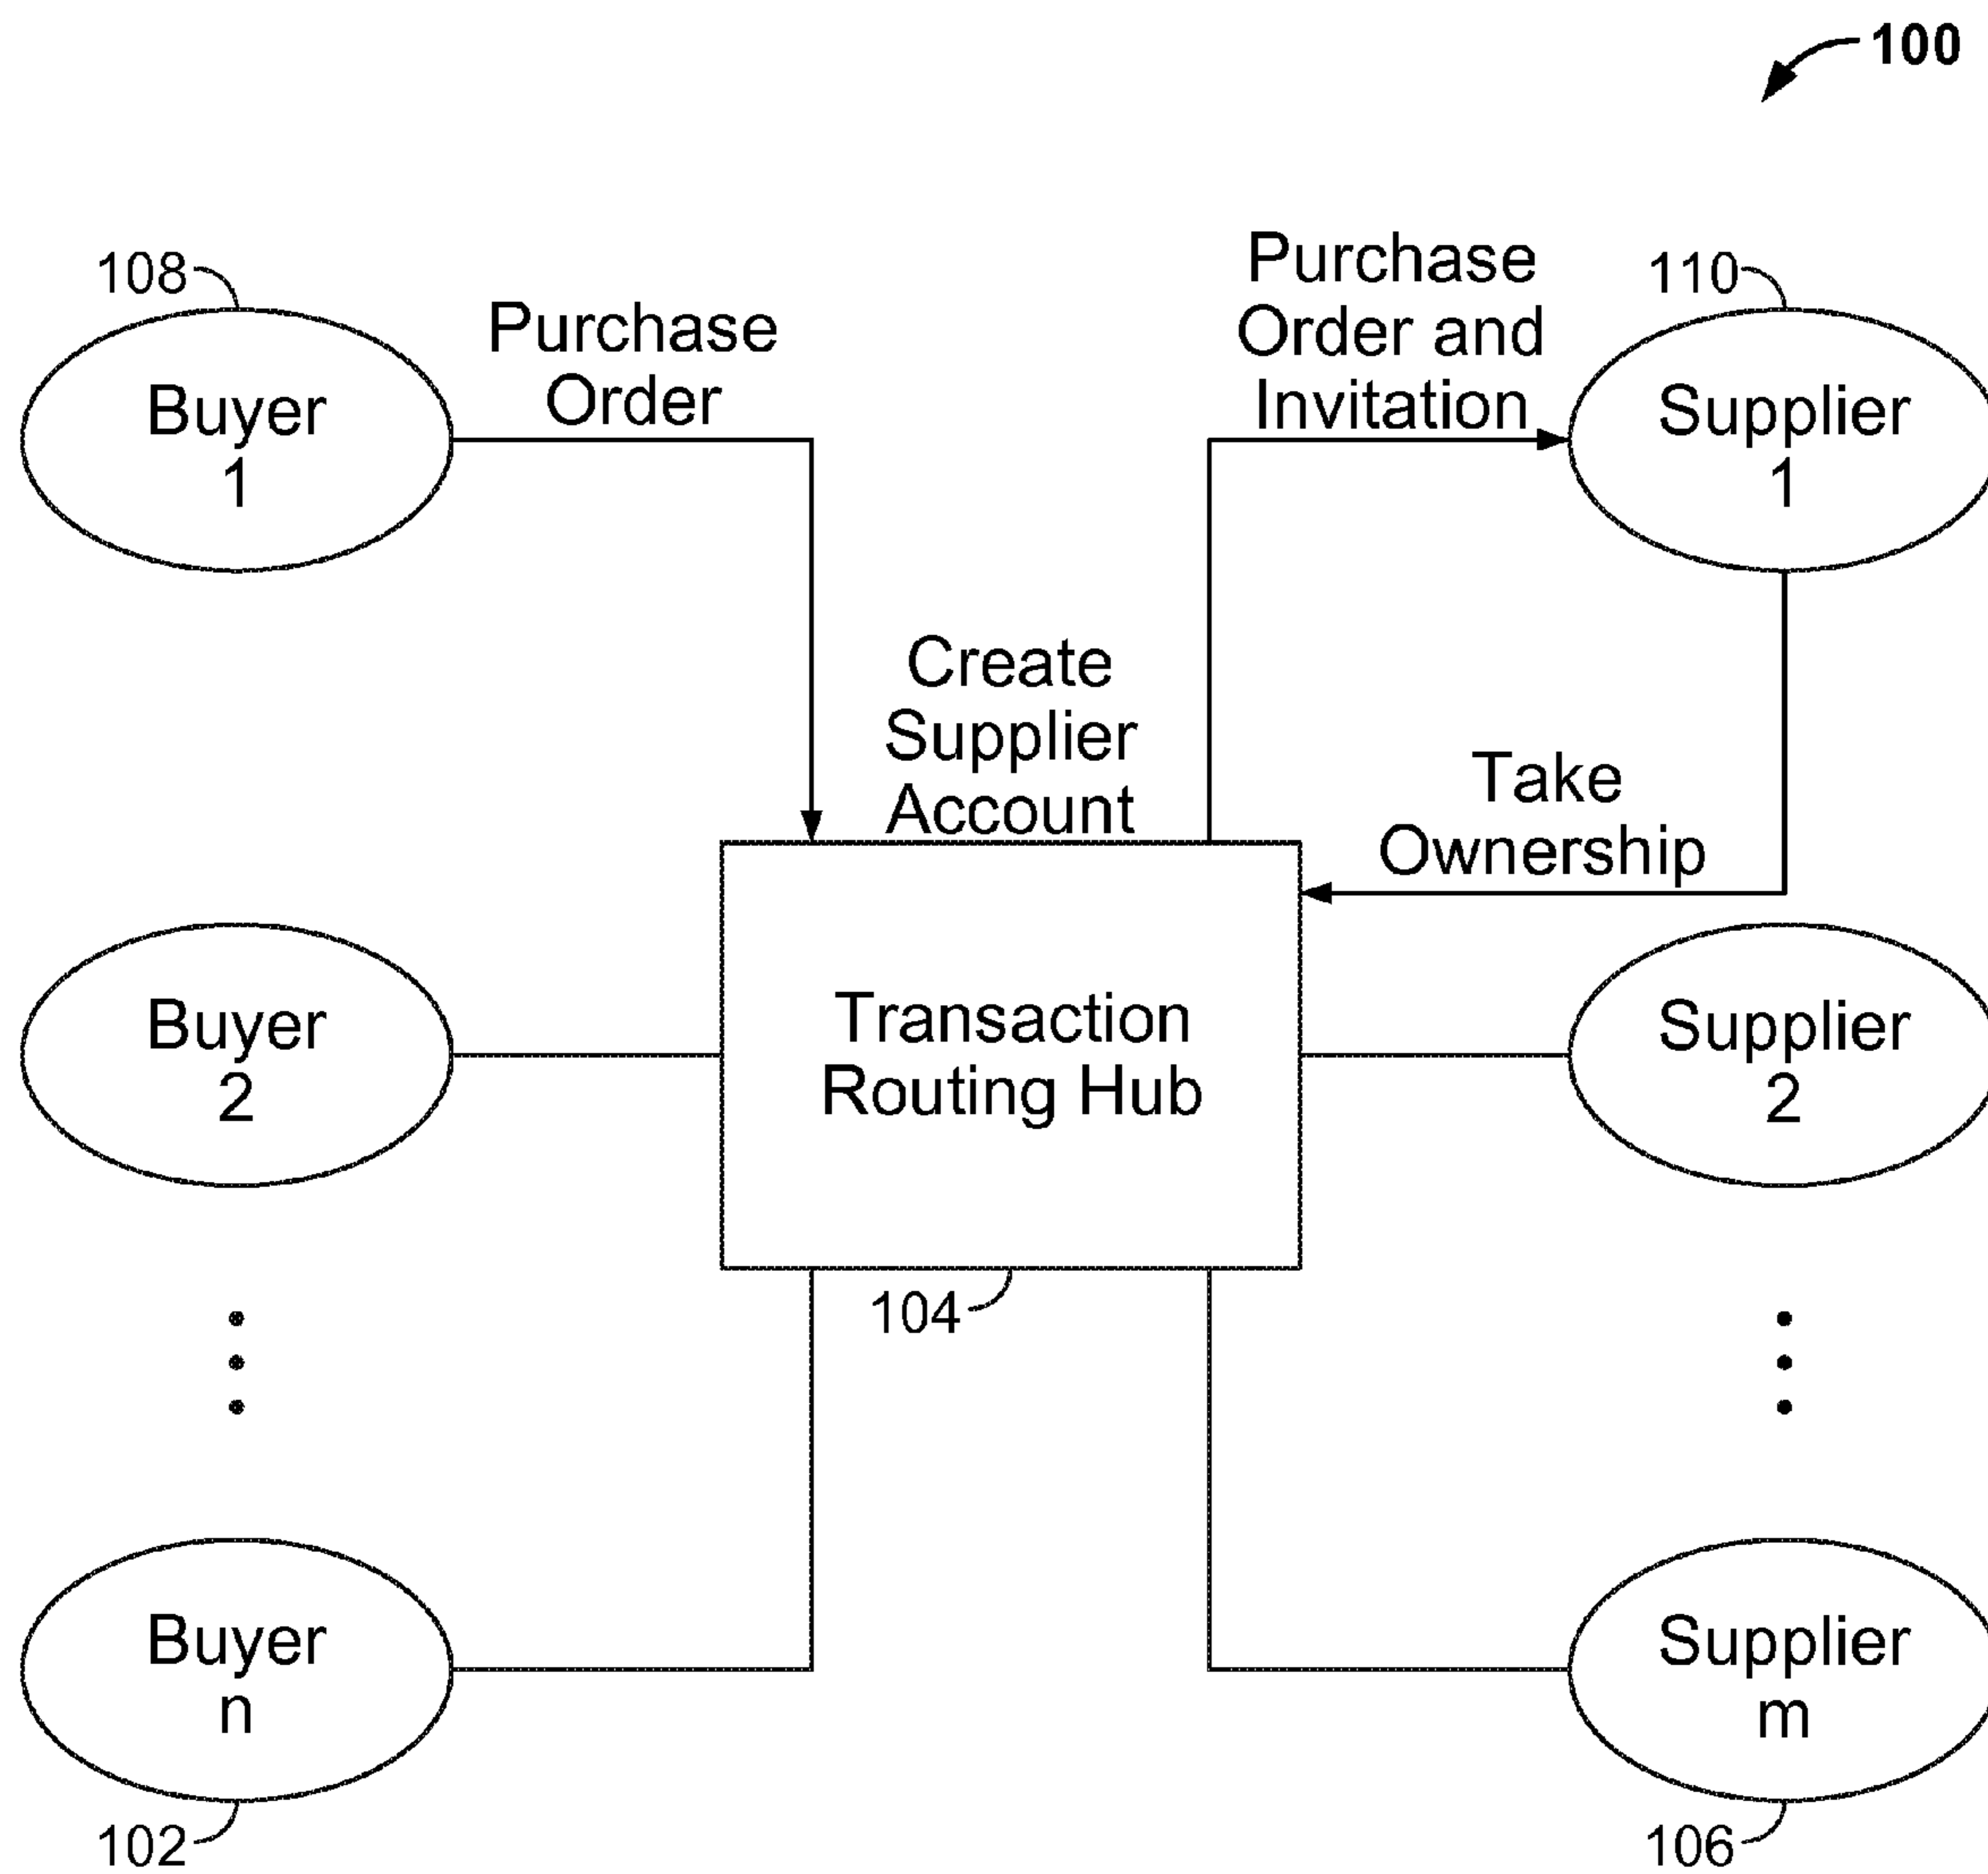 100
108
Buyer
1
Purchase
Order
Purchase
Order and
Invitation
110
Supplier
1
Create
Supplier
Account
Take
Ownership
Buyer
2
Transaction
Routing Hub
Supplier
2
104
Buyer
n
Supplier
m
102
106